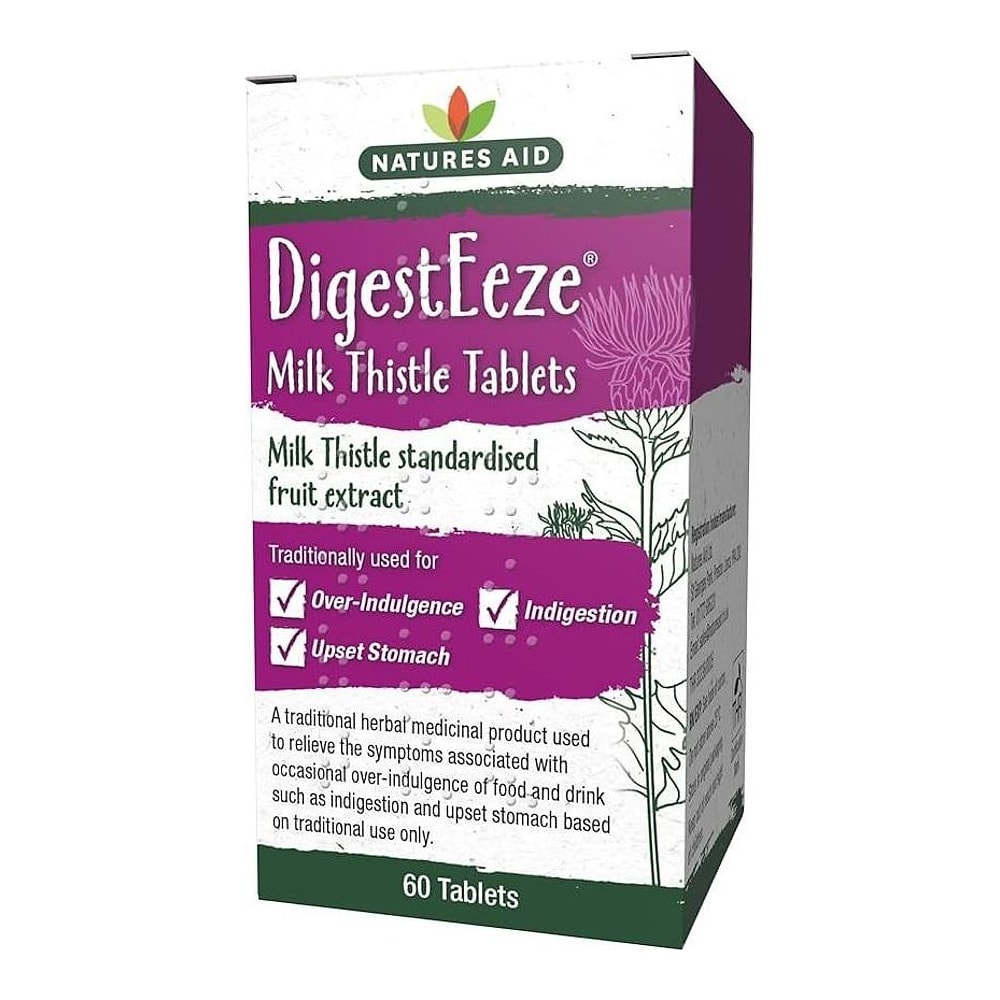 NATURES AID
DigestEeze®
Milk Thistle Tablets
Milk Thistle standardised
fruit extract
Traditionally used for
Over-Indulgence
Indigestion
Upset Stomach
A traditional herbal medicinal product used
to relieve the symptoms associated with
occasional over-indulgence of food and drink
such as indigestion and upset stomach based
on traditional use only.
60 Tablets